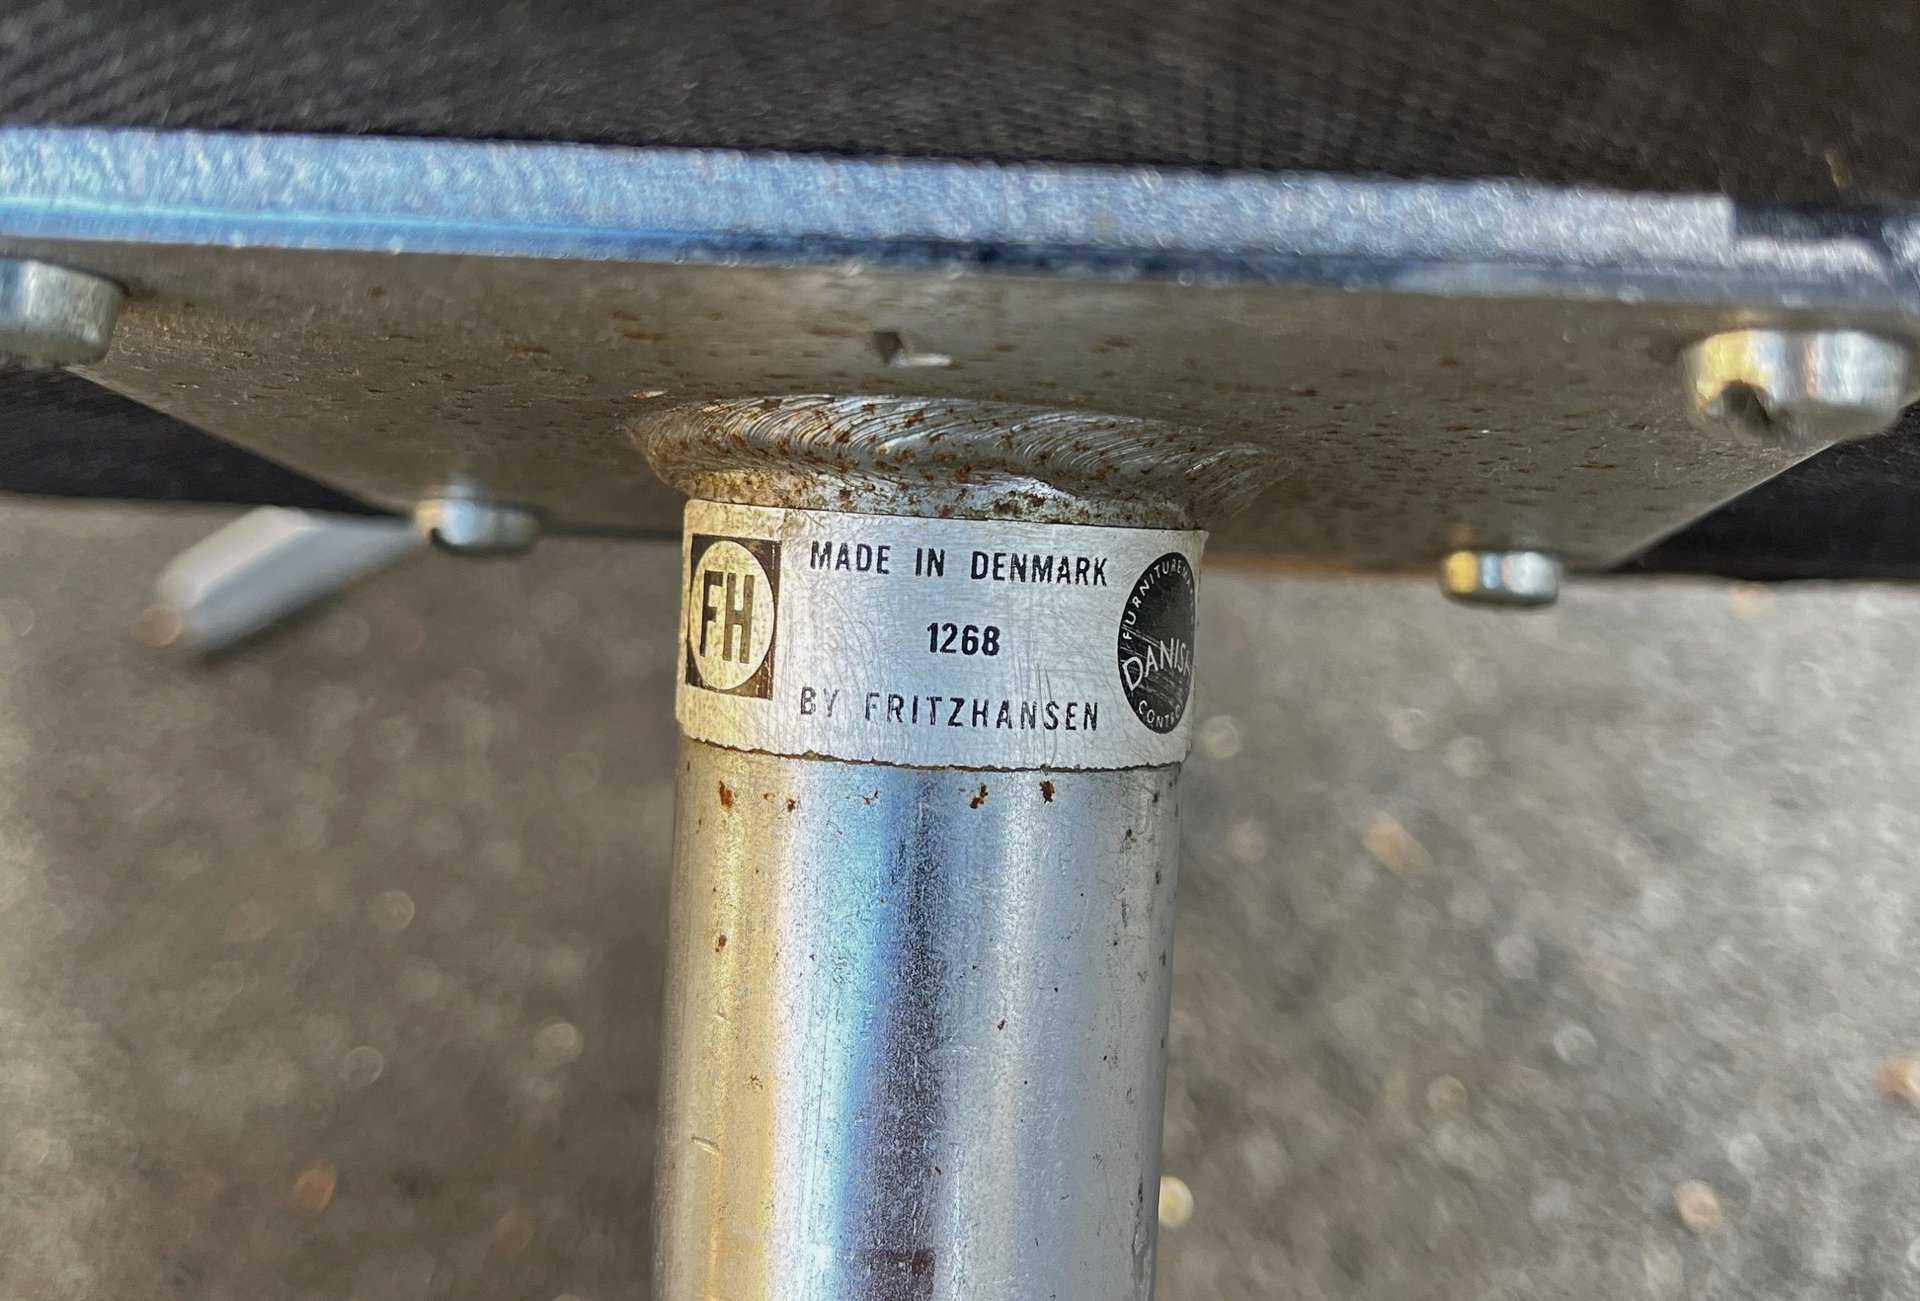 FH
MADE IN DENMARK
1268
BY FRITZHANSEN
DANISH